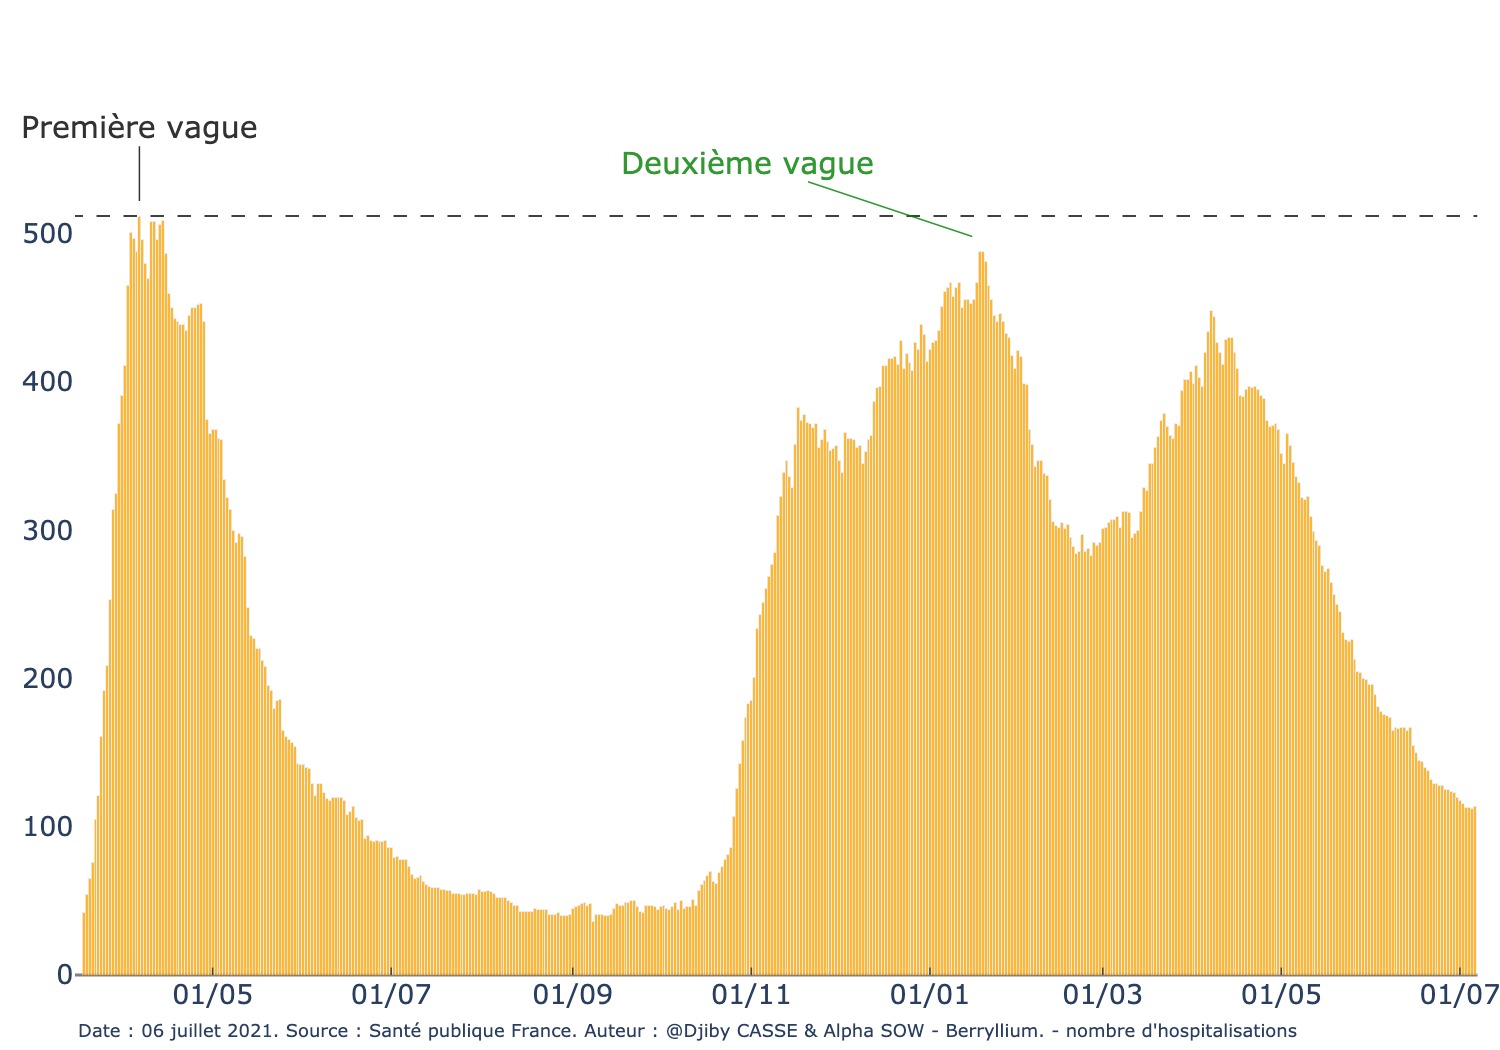 Première vague
Deuxième vague
500
400
300
200
100
0
01/05 01/07 01/09 01/11 01/01 01/03 01/05 01/07
Date : 06 juillet 2021. Source : Santé publique France. Auteur : @Djiby CASSE & Alpha SOW - Berryllium. - nombre d'hospitalisations